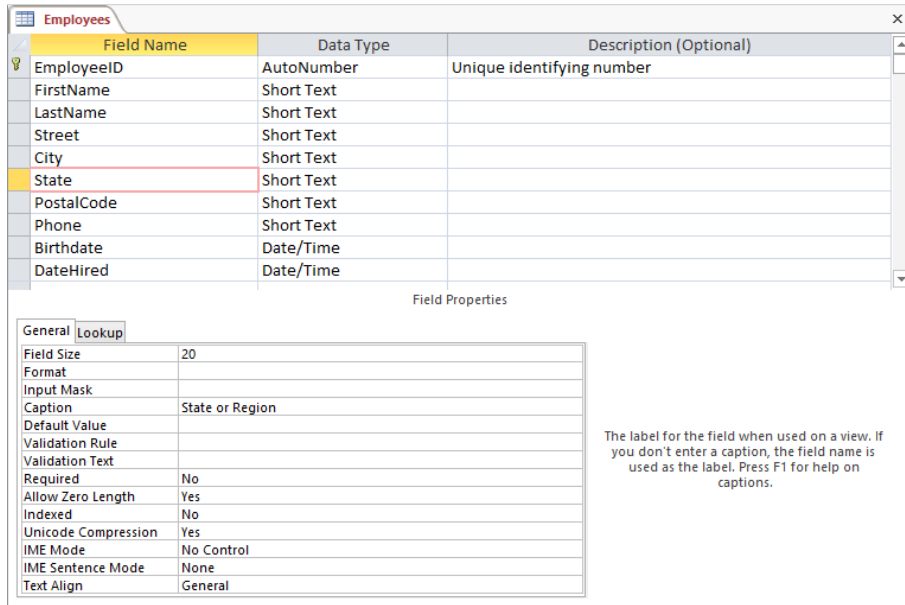 Employees
Field Name Data Type Description (Optional)
EmployeeID AutoNumber Unique identifying number
FirstName Short Text
LastName Short Text
Street Short Text
City Short Text
State Short Text
PostalCode Short Text
Phone Short Text
Birthdate Date/Time
DateHired Date/Time
Field Properties
General Lookup
Field Size 20
Format
Input Mask
Caption State or Region
Default Value
Validation Rule
Validation Text
Required No
Allow Zero Length Yes
Indexed No
Unicode Compression Yes
IME Mode No Control
IME Sentence Mode None
Text Align General
The label for the field when used on a view. If
you don't enter a caption, the field name is
used as the label. Press F1 for help on
captions.